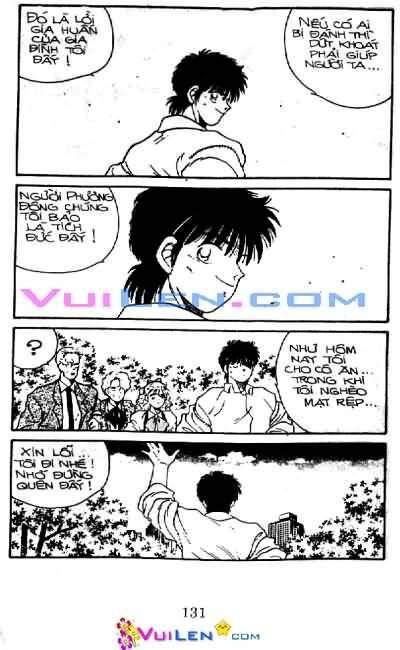 ĐÓ LÀ LỜI
GIA HUẤN
CỦA GIA
ĐÌNH TÔI
ĐẤY !
NẾU CÓ AI
BỊ ĐÁNH THÌ
DỨT KHOÁT
PHẢI GIÚP
NGƯỜI TA...
NGƯỜI PHƯƠNG
ĐÔNG CHÚNG
TÔI BẢO
LÀ TÍCH
ĐỨC ĐẤY !
VUILEN.COM
?
NHƯ HÔM
NAY TÔI
CHO CÔ ĂN...
TRONG KHI
TÔI NGHÈO
MẠT RỆP...
XIN LỖI...
TÔI ĐI NHÉ !
NHỚ ĐỪNG
QUÊN ĐẤY !
131
VUILEN.COM